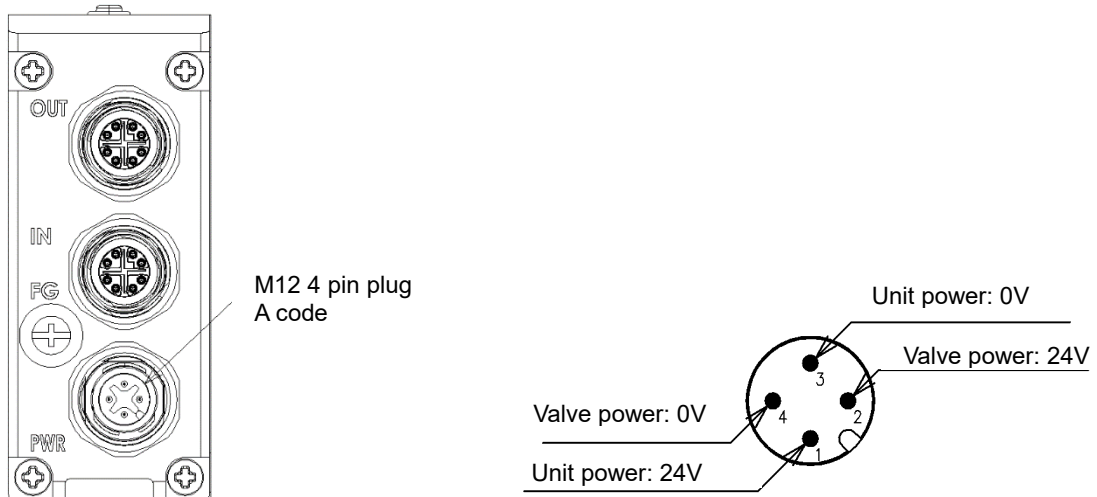 OUT
IN
FG
PWR
M12 4 pin plug
A code
Unit power: 0V
Valve power: 24V
Valve power: 0V
Unit power: 24V
3
4
2
1